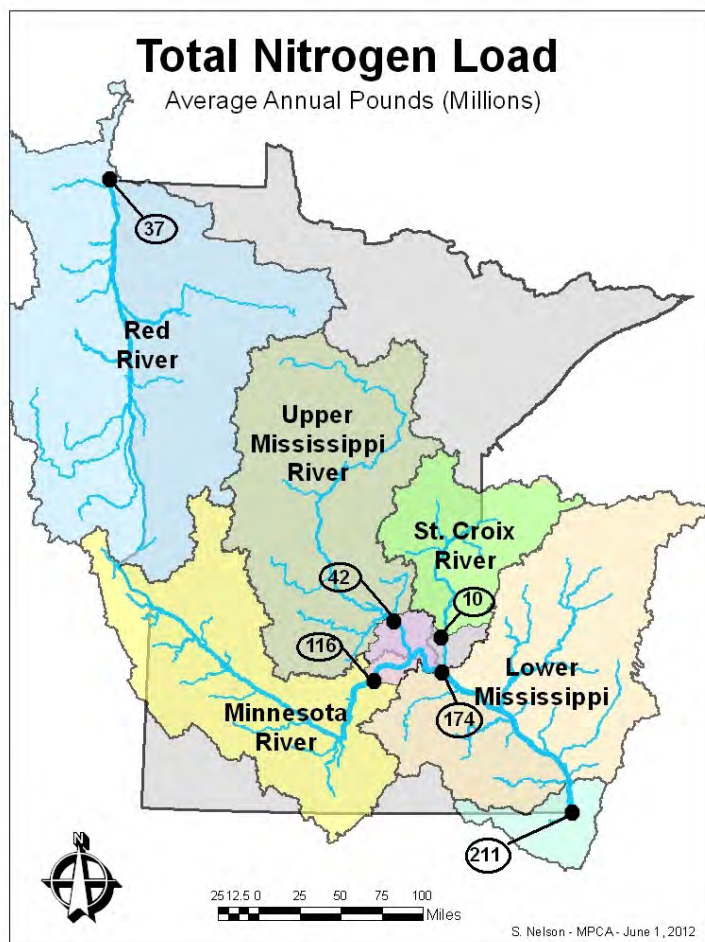 Total Nitrogen Load
Average Annual Pounds (Millions)
37
Red
River
Upper
Mississippi
River
St. Croix
River
42
10
116
Lower
Mississippi
Minnesota
River
174
211
N
25 12.5 0 25 50 75 100
Miles
S. Nelson - MPCA - June 1, 2012